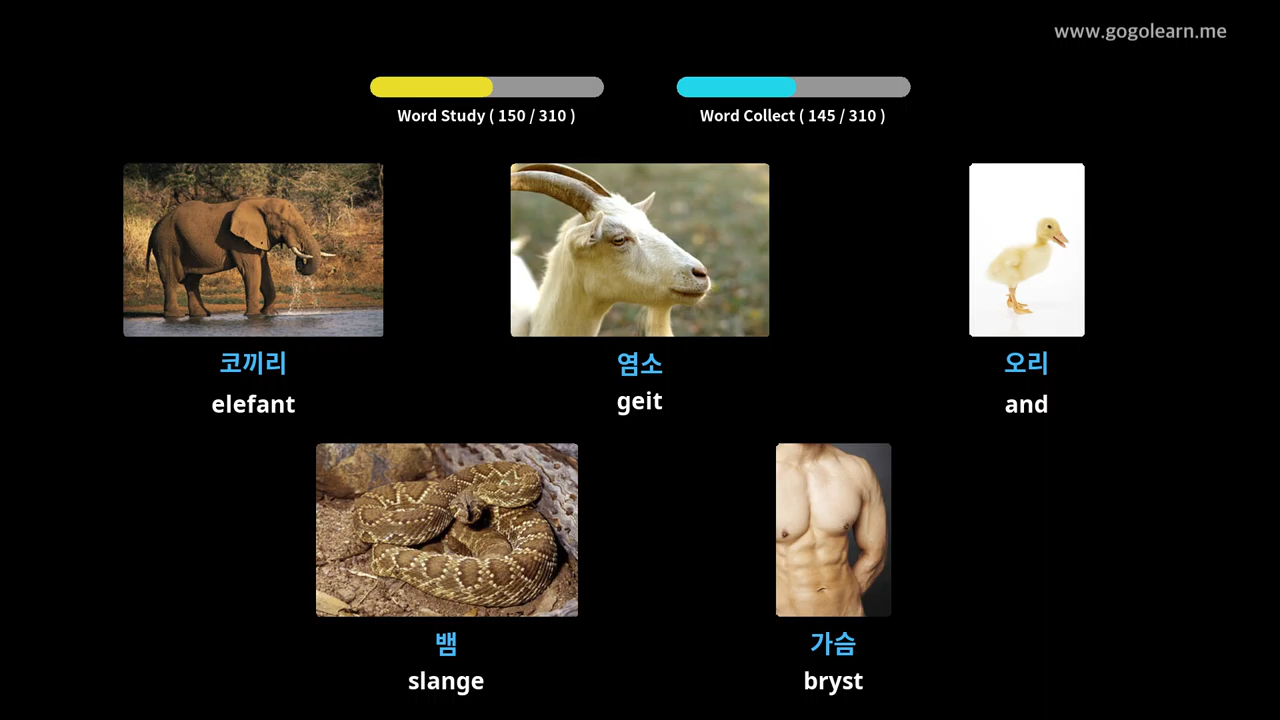 www.gogolearn.me
Word Study ( 150 / 310 )
Word Collect ( 145 / 310 )
코끼리
elefant
염소
geit
오리
and
뱀
slange
가슴
bryst